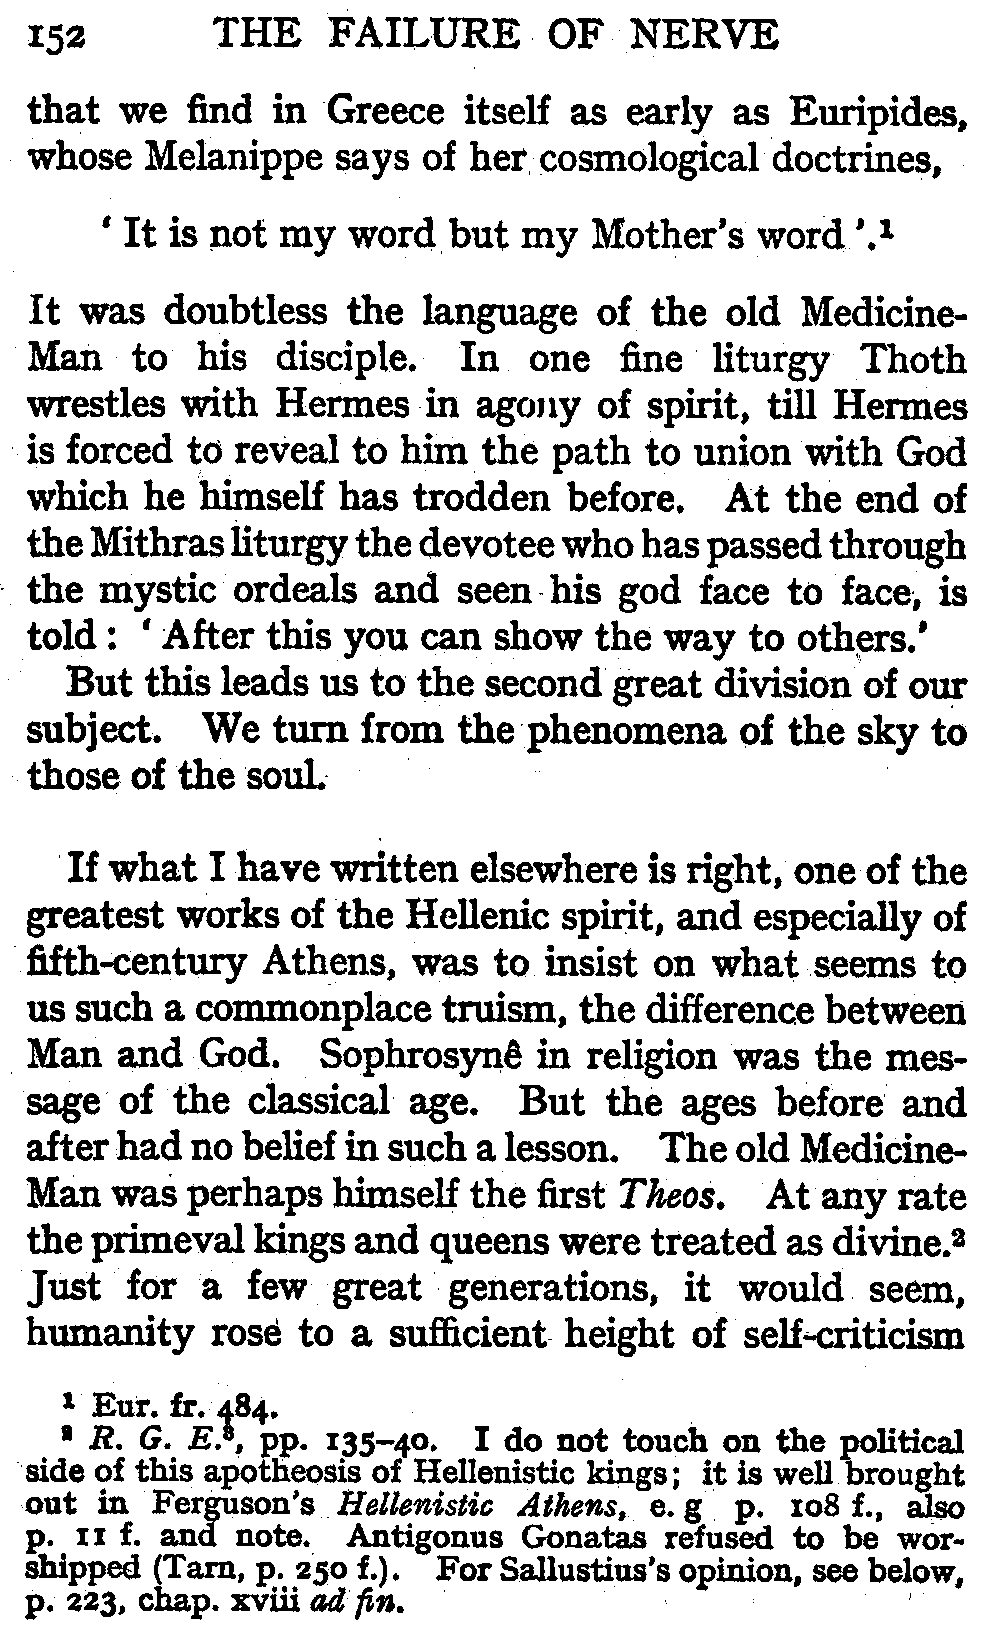 152 THE FAILURE OF NERVE
that we find in Greece itself as early as Euripides,
whose Melanippe says of her cosmological doctrines,
‘ It is not my word but my Mother’s word ’.¹
It was doubtless the language of the old Medicine-
Man to his disciple. In one fine liturgy Thoth
wrestles with Hermes in agony of spirit, till Hermes
is forced to reveal to him the path to union with God
which he himself has trodden before. At the end of
the Mithras liturgy the devotee who has passed through
the mystic ordeals and seen his god face to face, is
told : ‘ After this you can show the way to others.’
But this leads us to the second great division of our
subject. We turn from the phenomena of the sky to
those of the soul.
If what I have written elsewhere is right, one of the
greatest works of the Hellenic spirit, and especially of
fifth-century Athens, was to insist on what seems to
us such a commonplace truism, the difference between
Man and God. Sophrosynê in religion was the mes-
sage of the classical age. But the ages before and
after had no belief in such a lesson. The old Medicine-
Man was perhaps himself the first Theos. At any rate
the primeval kings and queens were treated as divine.²
Just for a few great generations, it would seem,
humanity rose to a sufficient height of self-criticism
¹ Eur. fr. 484.
² R. G. E.³, pp. 135–40. I do not touch on the political
side of this apotheosis of Hellenistic kings; it is well brought
out in Ferguson’s Hellenistic Athens, e. g p. 108 f., also
p. 11 f. and note. Antigonus Gonatas refused to be wor-
shipped (Tarn, p. 250 f.). For Sallustius’s opinion, see below,
p. 223, chap. xviii ad fin.